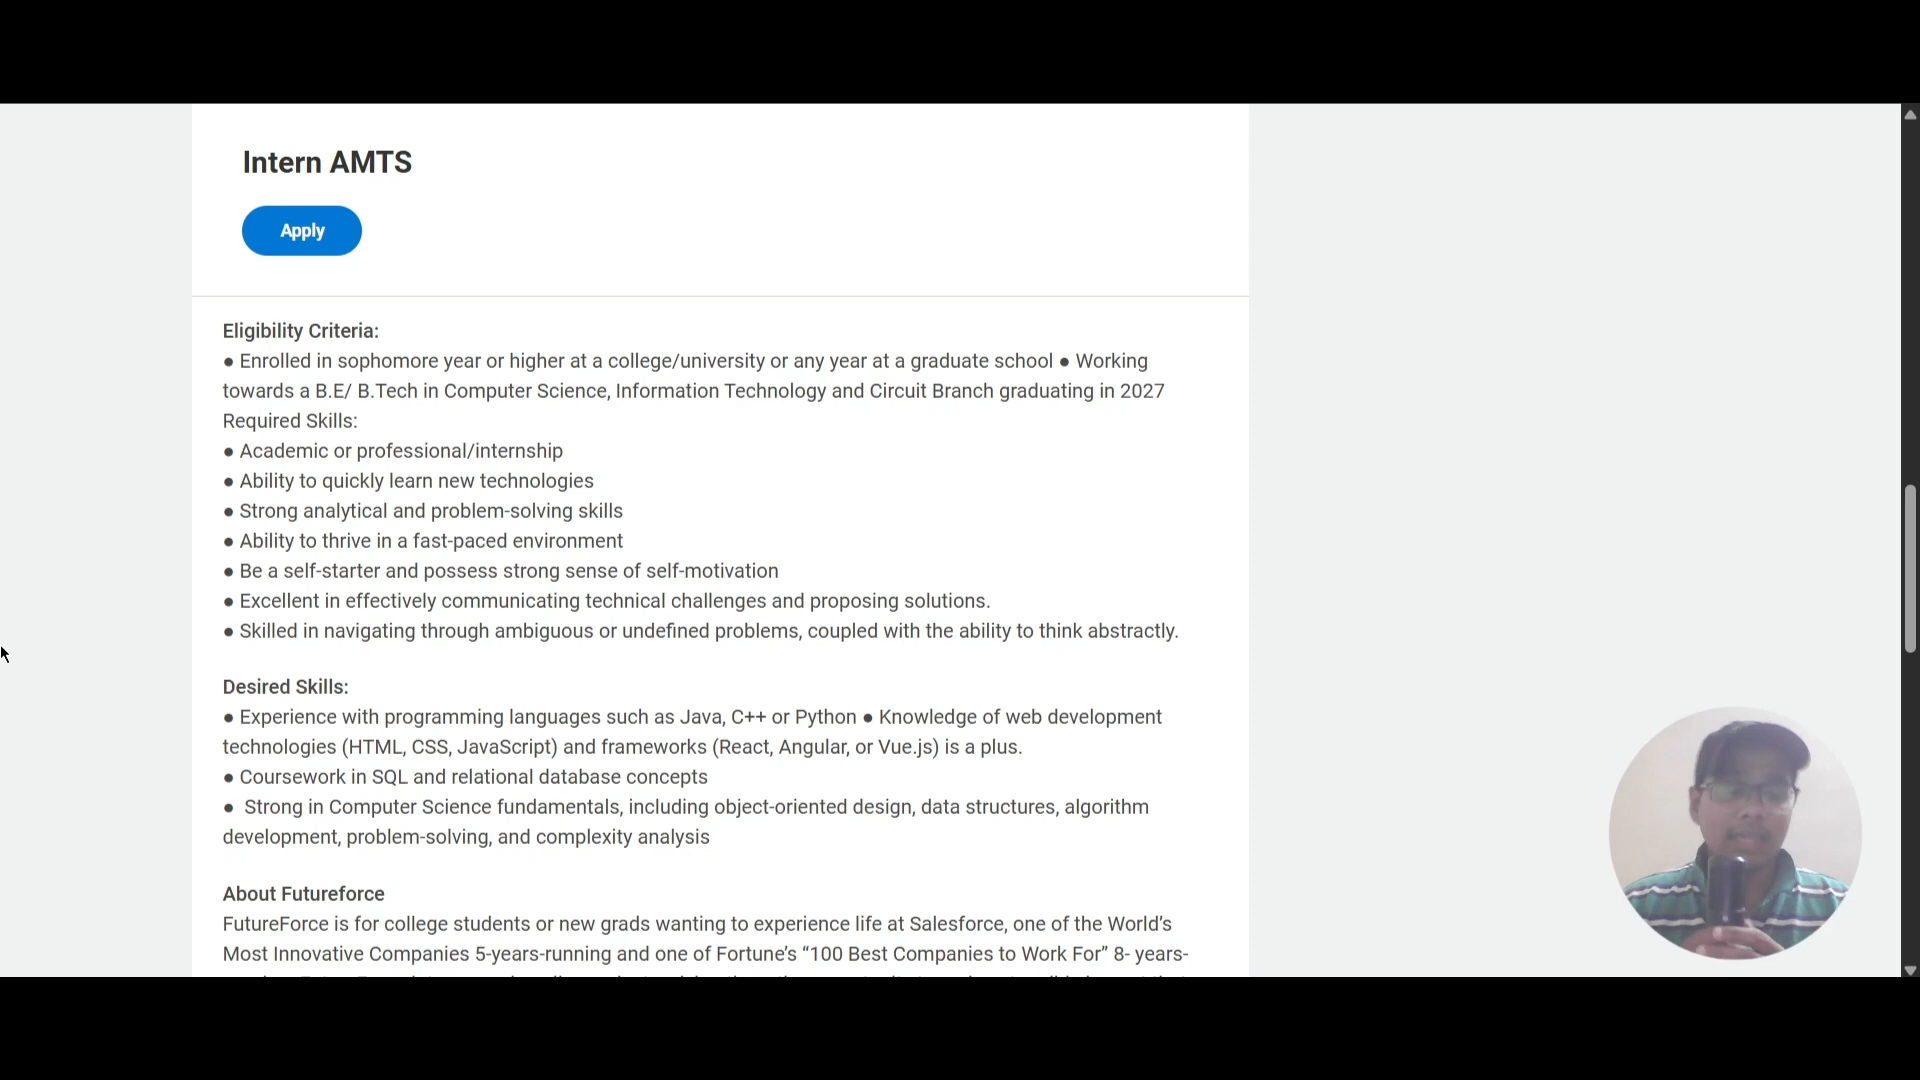 Intern AMTS
Apply
Eligibility Criteria:
● Enrolled in sophomore year or higher at a college/university or any year at a graduate school ● Working
towards a B.E/ B.Tech in Computer Science, Information Technology and Circuit Branch graduating in 2027
Required Skills:
● Academic or professional/internship
● Ability to quickly learn new technologies
● Strong analytical and problem-solving skills
● Ability to thrive in a fast-paced environment
● Be a self-starter and possess strong sense of self-motivation
● Excellent in effectively communicating technical challenges and proposing solutions.
● Skilled in navigating through ambiguous or undefined problems, coupled with the ability to think abstractly.
Desired Skills:
● Experience with programming languages such as Java, C++ or Python ● Knowledge of web development
technologies (HTML, CSS, JavaScript) and frameworks (React, Angular, or Vue.js) is a plus.
● Coursework in SQL and relational database concepts
●  Strong in Computer Science fundamentals, including object-oriented design, data structures, algorithm
development, problem-solving, and complexity analysis
About Futureforce
FutureForce is for college students or new grads wanting to experience life at Salesforce, one of the World’s
Most Innovative Companies 5-years-running and one of Fortune’s “100 Best Companies to Work For” 8- years-